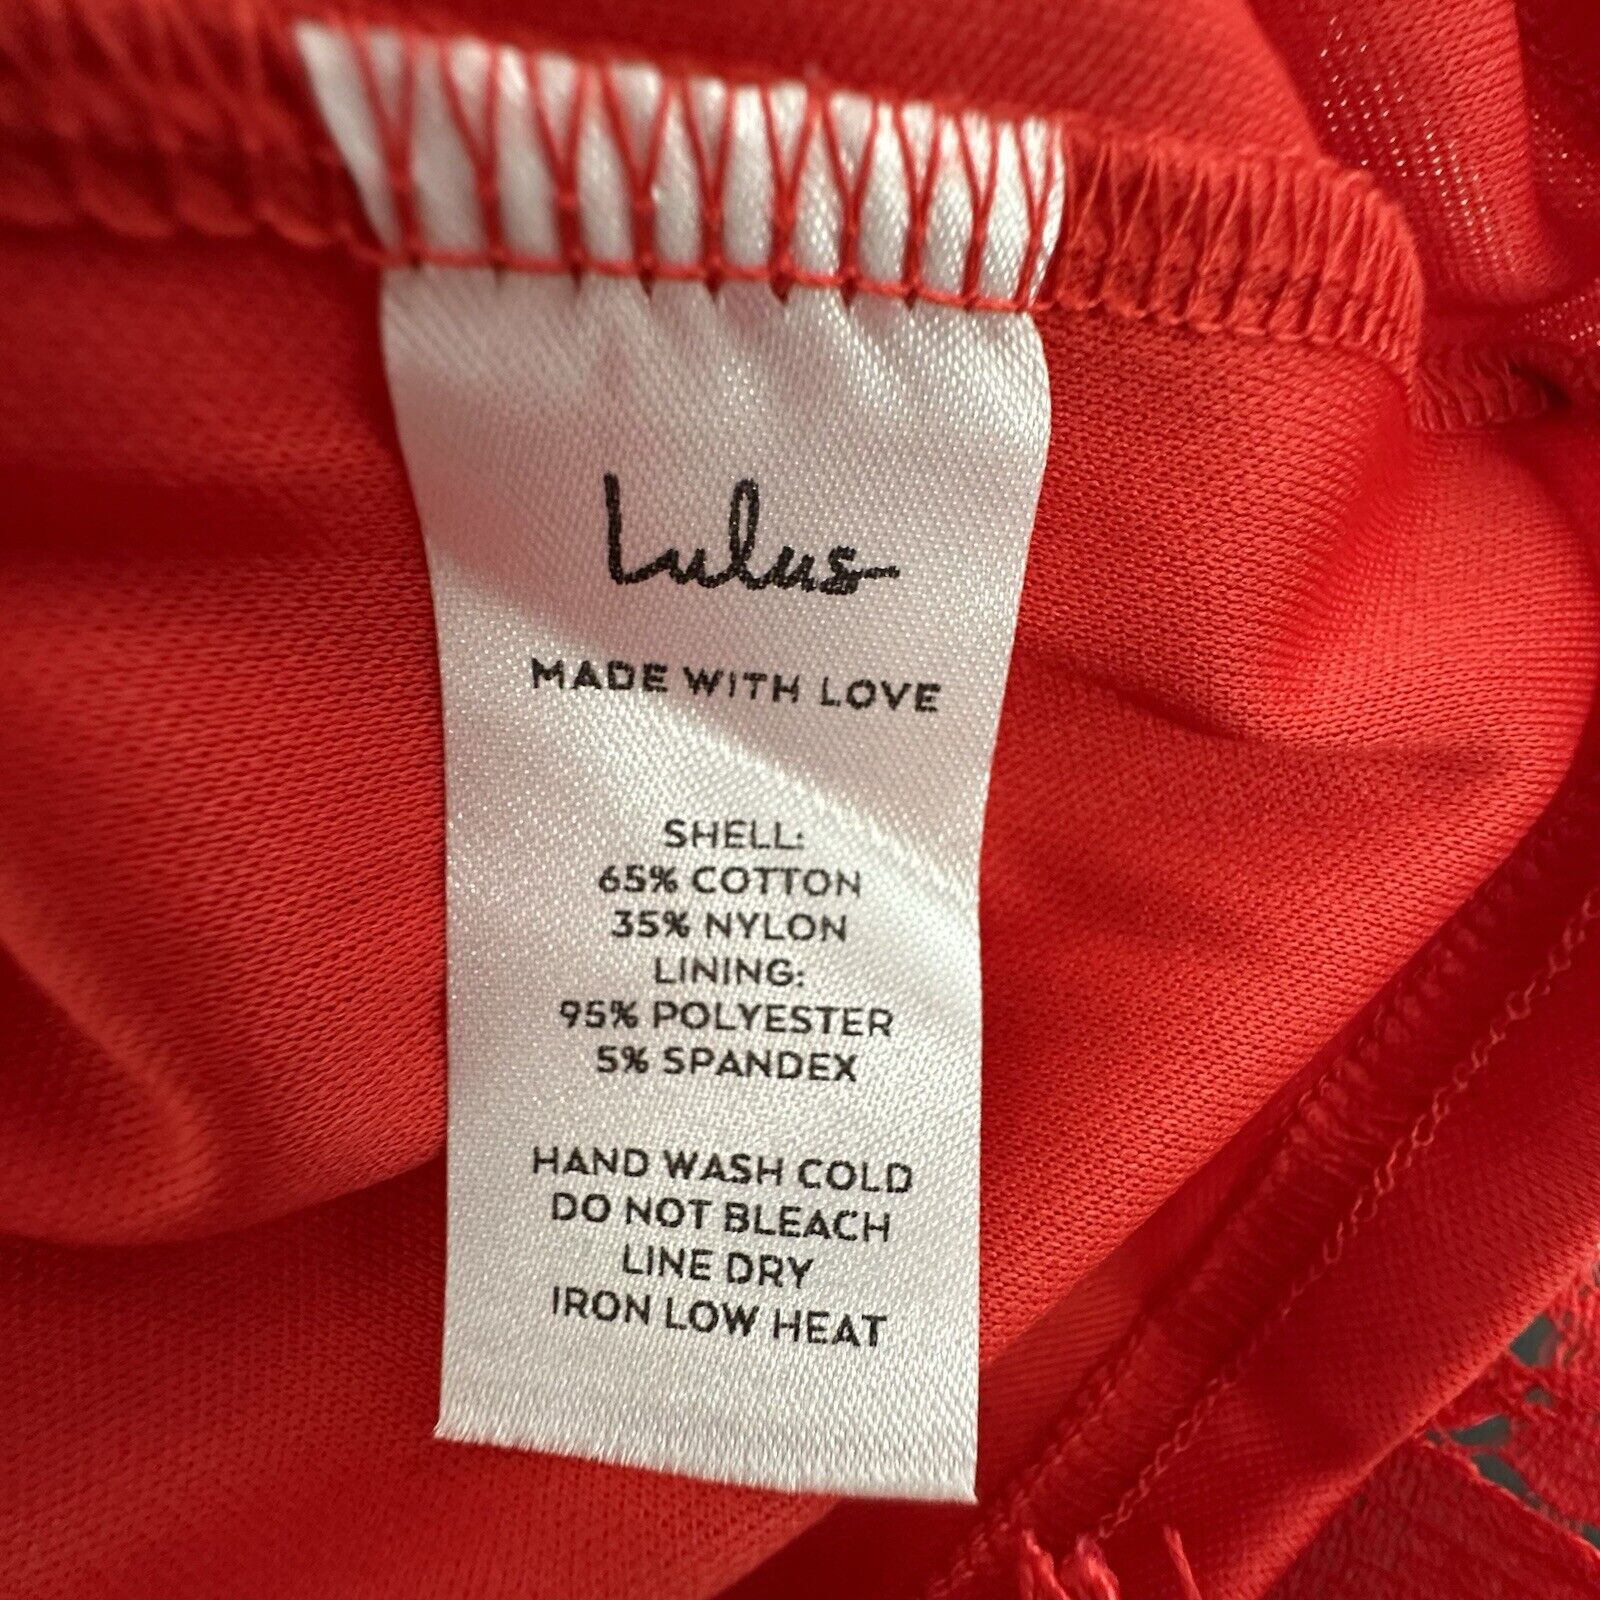 Lulus
MADE WITH LOVE
SHELL:
65% COTTON
35% NYLON
LINING:
95% POLYESTER
5% SPANDEX
HAND WASH COLD
DO NOT BLEACH
LINE DRY
IRON LOW HEAT